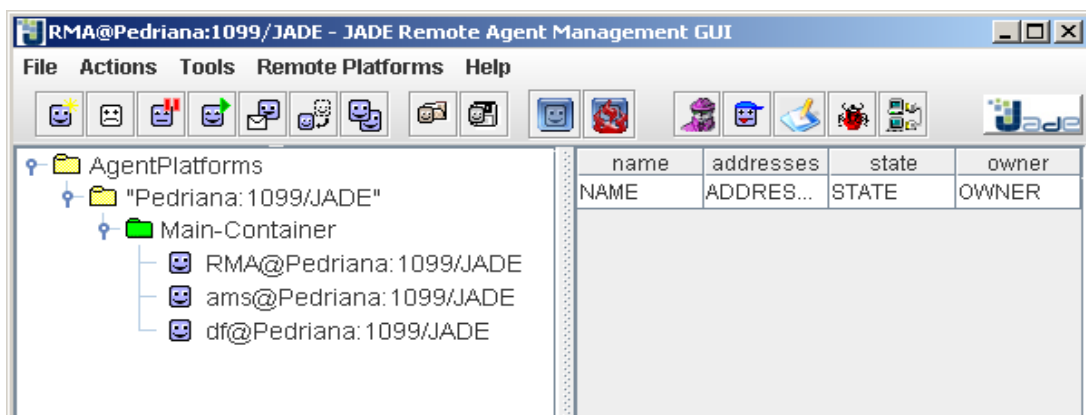 RMA@Pedriana:1099/JADE - JADE Remote Agent Management GUI
File Actions Tools Remote Platforms Help
Jade
AgentPlatforms
"Pedriana:1099/JADE"
Main-Container
RMA@Pedriana:1099/JADE
ams@Pedriana:1099/JADE
df@Pedriana:1099/JADE
name addresses state owner
NAME ADDRES... STATE OWNER